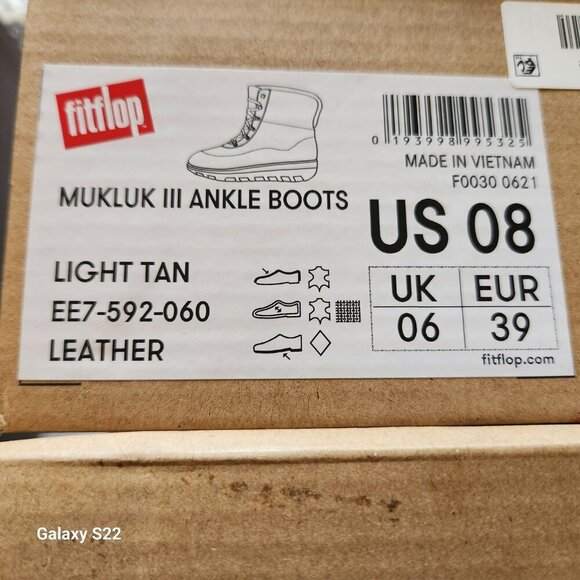 fitflop
0 193998 995325
MADE IN VIETNAM
F0030 0621
MUKLUK III ANKLE BOOTS
US 08
LIGHT TAN
EE7-592-060
LEATHER
UK EUR
06 39
fitflop.com
Galaxy S22